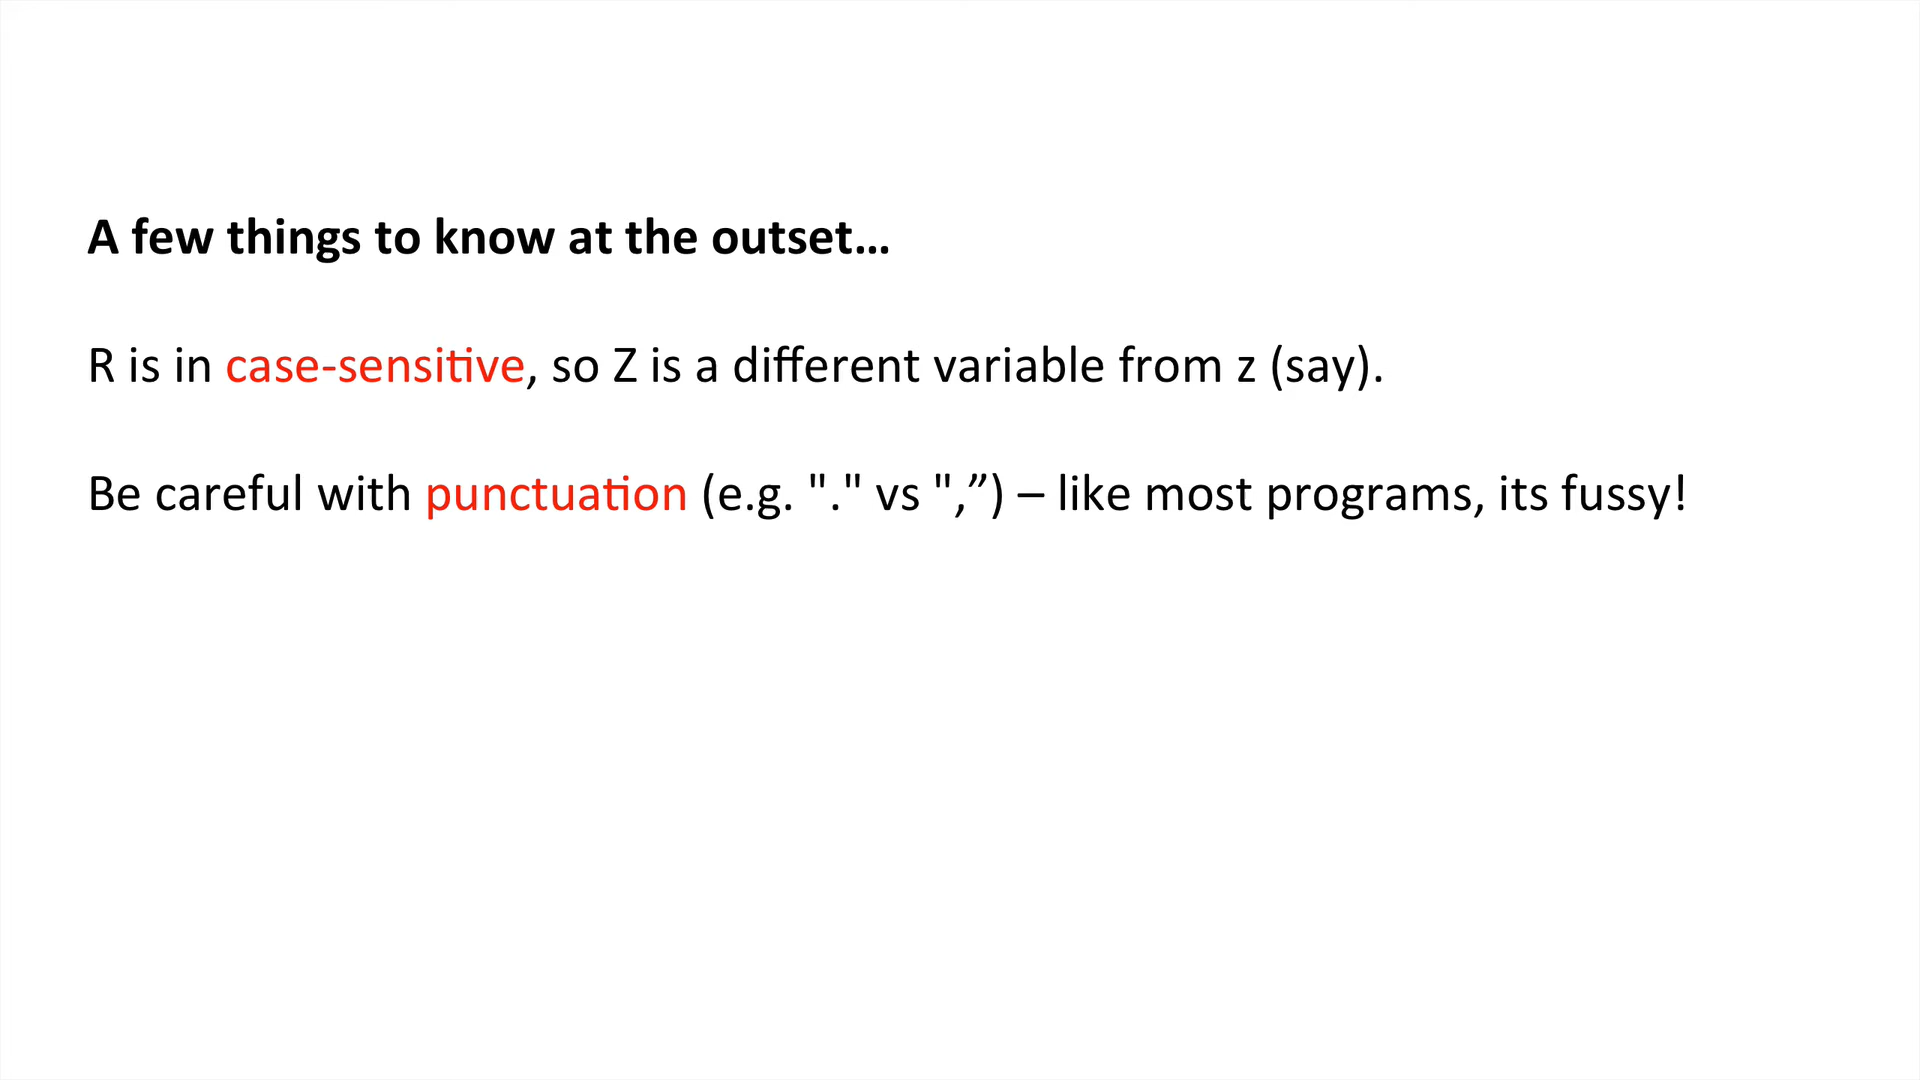 A few things to know at the outset…
R is in case-sensitive, so Z is a different variable from z (say).
Be careful with punctuation (e.g. "." vs ",”) – like most programs, its fussy!